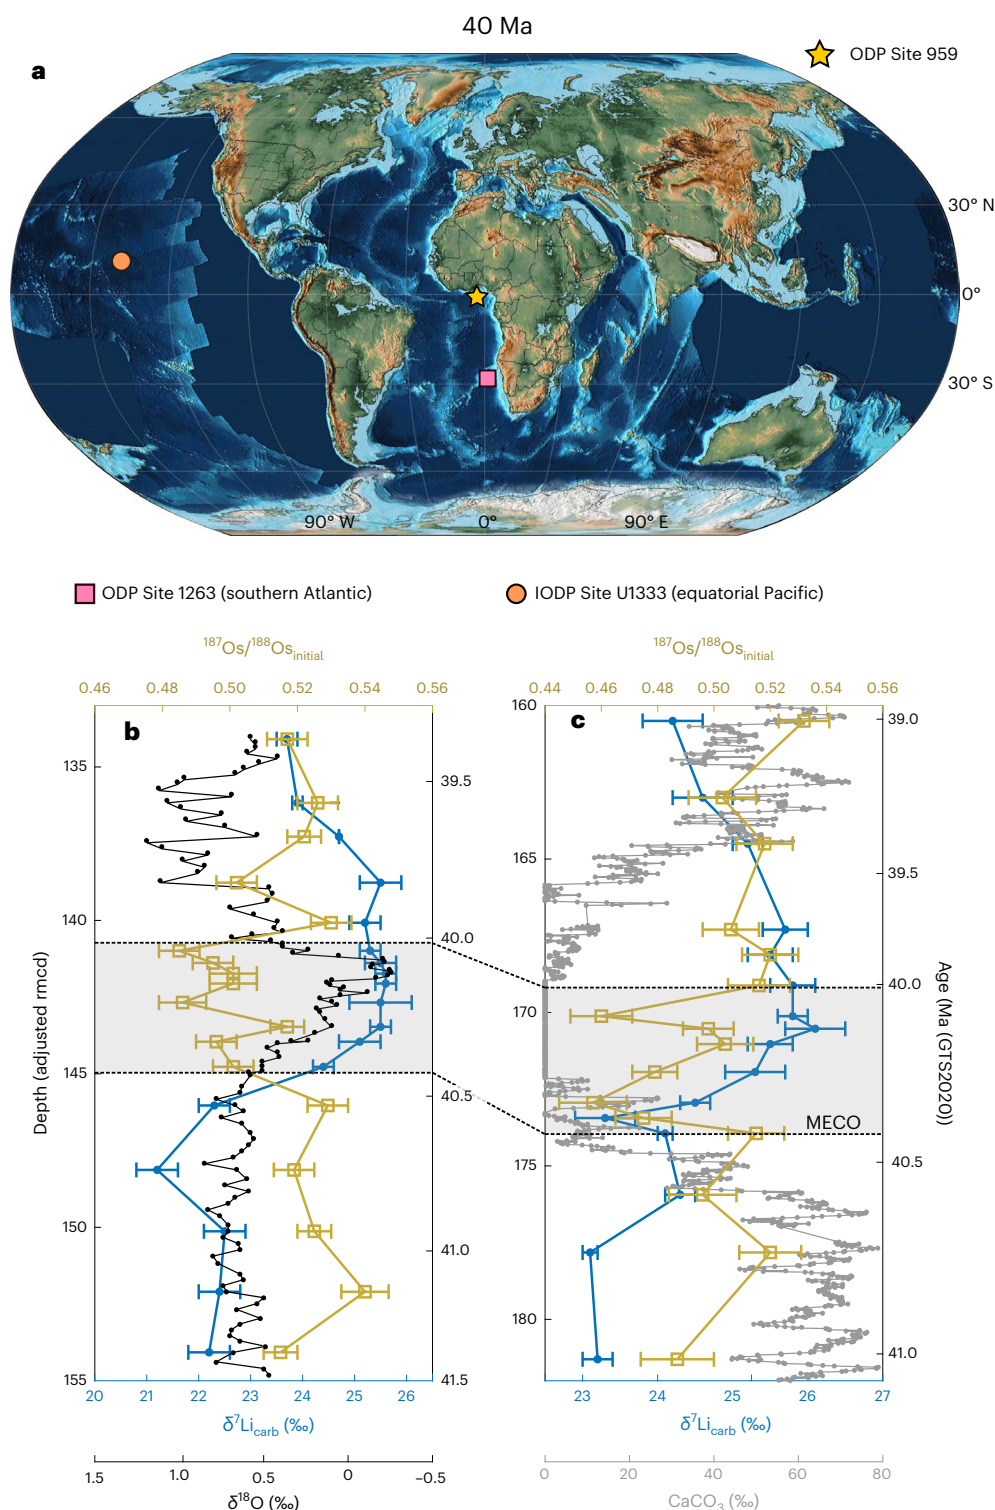 40 Ma
a
ODP Site 959
30° N
0°
30° S
90° W
0°
90° E
ODP Site 1263 (southern Atlantic)
IODP Site U1333 (equatorial Pacific)
187Os/188Osinitial
0.46 0.48 0.50 0.52 0.54 0.56
b
135
140
145
150
155
Depth (adjusted rmcd)
39.5
40.0
40.5
41.0
41.5
20 21 22 23 24 25 26
δ7Licarb (‰)
1.5 1.0 0.5 0 –0.5
δ18O (‰)
187Os/188Osinitial
0.44 0.46 0.48 0.50 0.52 0.54 0.56
c
160
165
170
175
180
MECO
39.0
39.5
40.0
40.5
41.0
Age (Ma (GTS2020))
23 24 25 26 27
δ7Licarb (‰)
0 20 40 60 80
CaCO3 (‰)